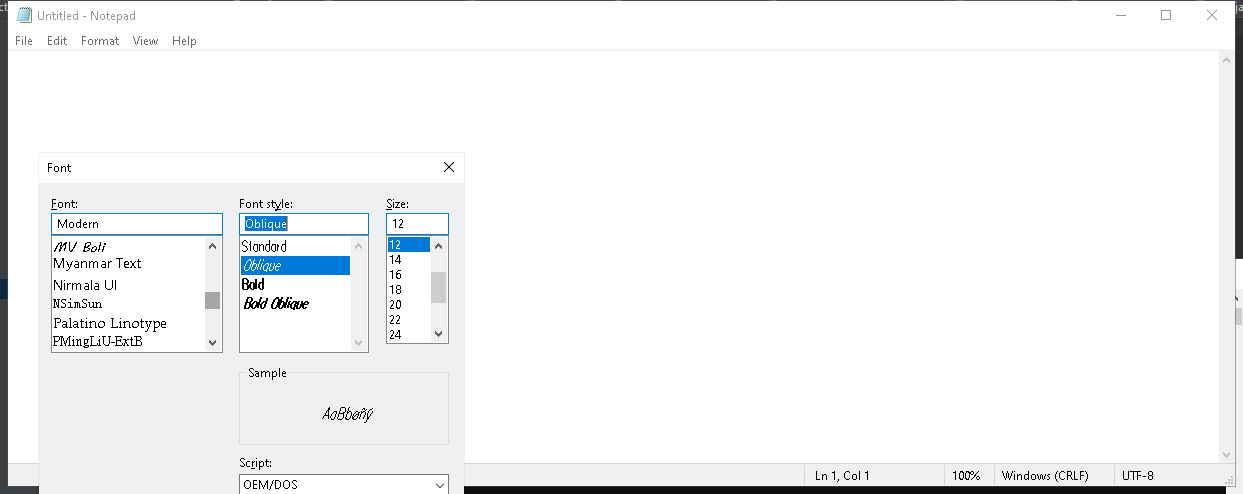 Untitled - Notepad
File Edit Format View Help
Font
Font: Font style: Size:
Modern Oblique 12
MV Boli
Myanmar Text
Nirmala UI
NSimSun
Palatino Linotype
PMingLiU-ExtB
Standard
Oblique
Bold
Bold Oblique
12
14
16
18
20
22
24
Sample
AaBbøñý
Script:
OEM/DOS
Ln 1, Col 1 100% Windows (CRLF) UTF-8